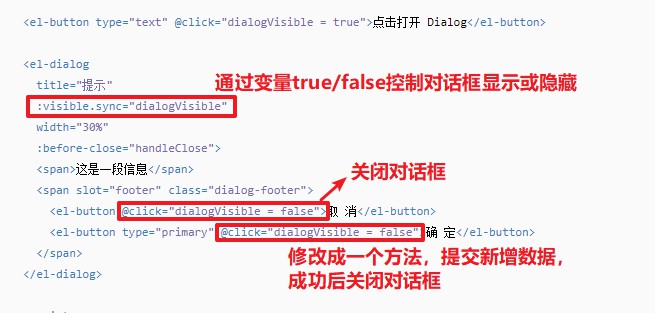 <el-button type="text" @click="dialogVisible = true">点击打开 Dialog</el-button>
<el-dialog
title="提示"
通过变量true/false控制对话框显示或隐藏
:visible.sync="dialogVisible"
width="30%"
:before-close="handleClose">
<span>这是一段信息</span>
关闭对话框
<span slot="footer" class="dialog-footer">
<el-button @click="dialogVisible = false">取 消</el-button>
<el-button type="primary" @click="dialogVisible = false">确 定</el-button>
</span>
修改成一个方法，提交新增数据，
成功后关闭对话框
</el-dialog>